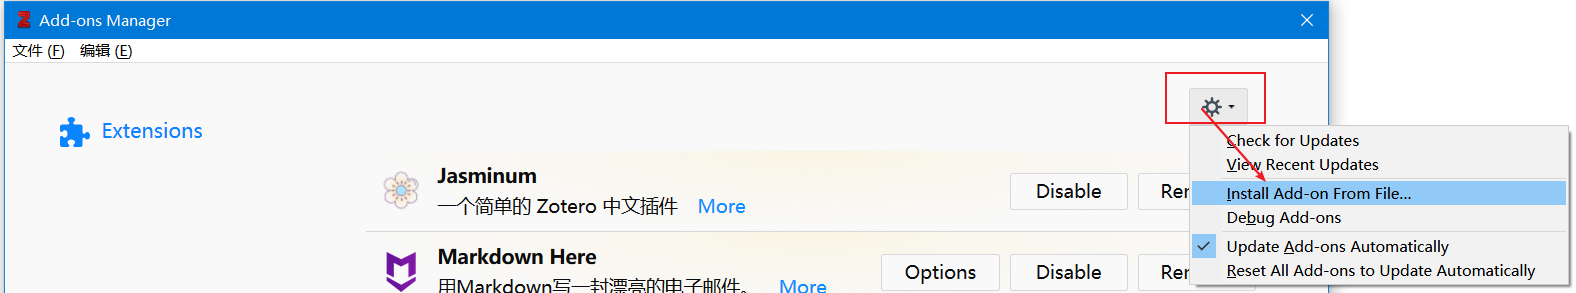 Add-ons Manager
文件 (F) 编辑 (E)
Extensions
Check for Updates
View Recent Updates
Install Add-on From File...
Debug Add-ons
Update Add-ons Automatically
Reset All Add-ons to Update Automatically
Jasminum
一个简单的 Zotero 中文插件 More
Disable
Markdown Here
用Markdown写一封漂亮的电子邮件。 More
Options Disable